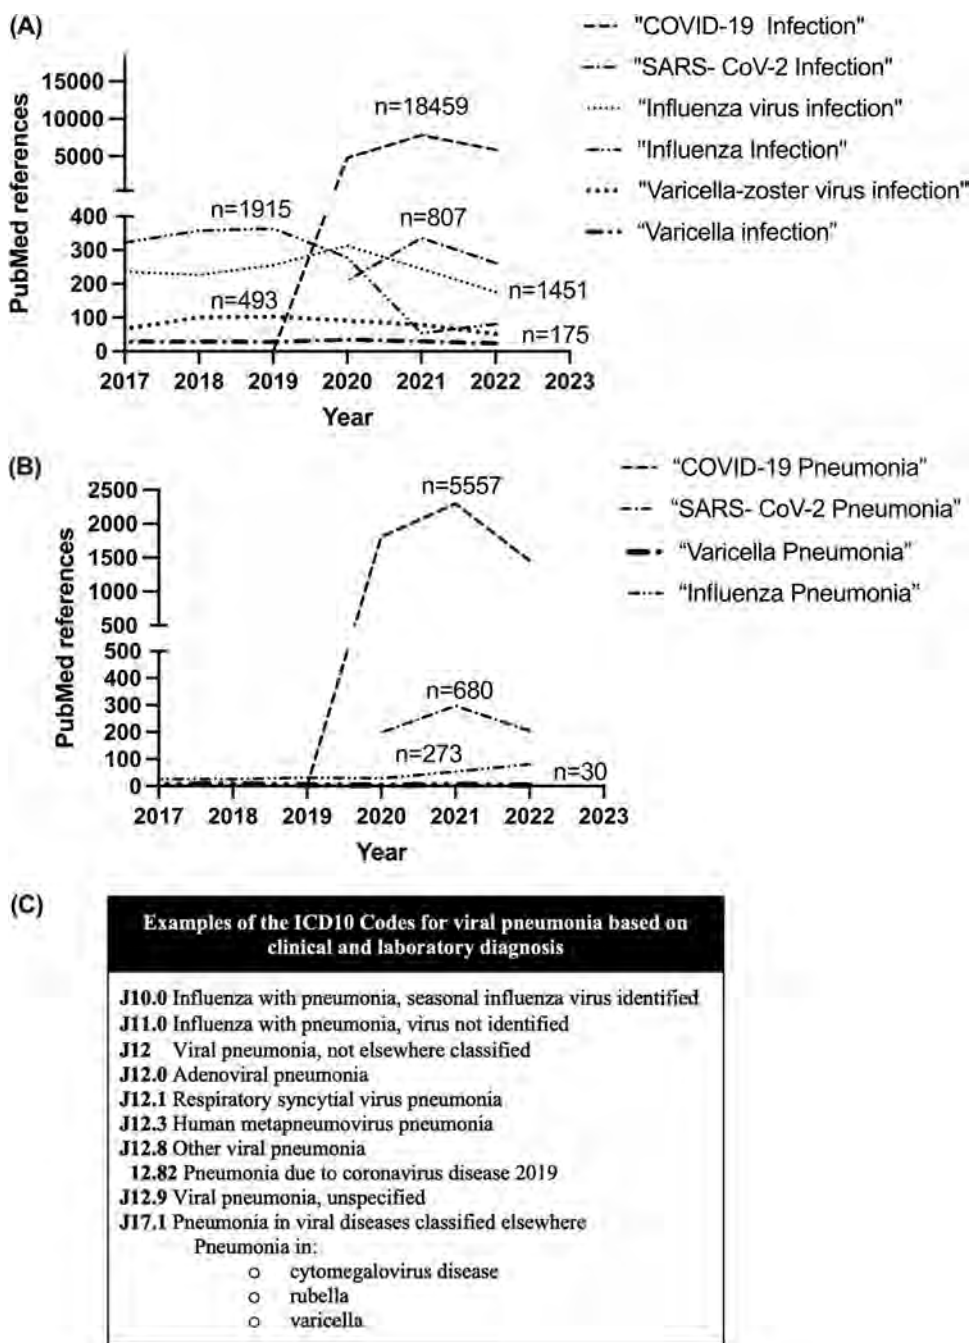 (A)
PubMed references
15000
10000
5000
400
300
200
100
0
n=18459
n=1915
n=807
n=493
n=1451
n=175
2017 2018 2019 2020 2021 2022 2023
Year
"COVID-19 Infection"
"SARS- CoV-2 Infection"
"Influenza virus infection"
"Influenza Infection"
"Varicella-zoster virus infection"
"Varicella infection"
(B)
PubMed references
2500
2000
1500
1000
500
500
400
300
200
100
0
n=5557
n=680
n=273
n=30
2017 2018 2019 2020 2021 2022 2023
Year
“COVID-19 Pneumonia”
“SARS- CoV-2 Pneumonia”
“Varicella Pneumonia”
“Influenza Pneumonia”
(C)
Examples of the ICD10 Codes for viral pneumonia based on
clinical and laboratory diagnosis
J10.0 Influenza with pneumonia, seasonal influenza virus identified
J11.0 Influenza with pneumonia, virus not identified
J12 Viral pneumonia, not elsewhere classified
J12.0 Adenoviral pneumonia
J12.1 Respiratory syncytial virus pneumonia
J12.3 Human metapneumovirus pneumonia
J12.8 Other viral pneumonia
12.82 Pneumonia due to coronavirus disease 2019
J12.9 Viral pneumonia, unspecified
J17.1 Pneumonia in viral diseases classified elsewhere
Pneumonia in:
o cytomegalovirus disease
o rubella
o varicella